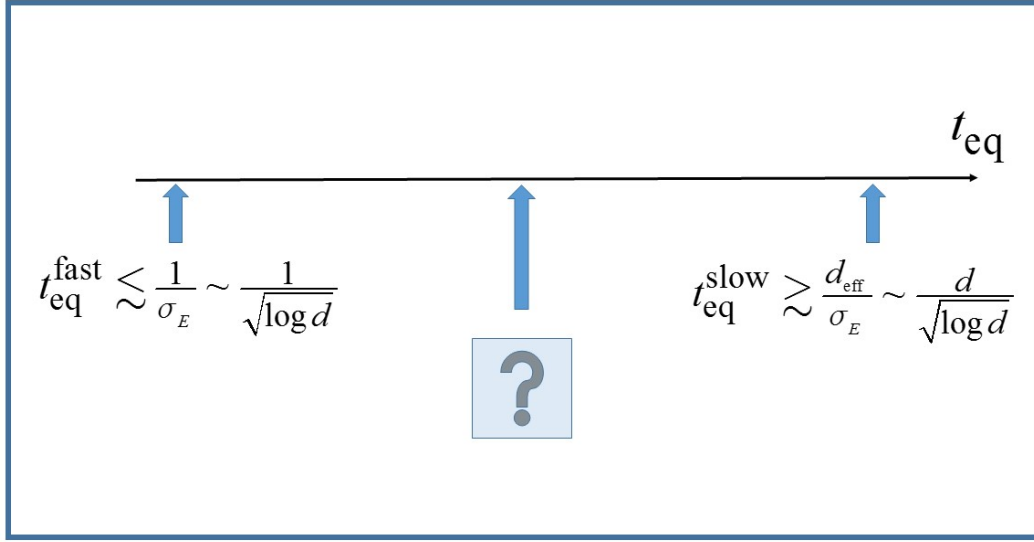 t_eq
t_eq^fast ≲ 1/σ_E ~ 1/√(log d)
t_eq^slow ≳ d_eff/σ_E ~ d/√(log d)
?